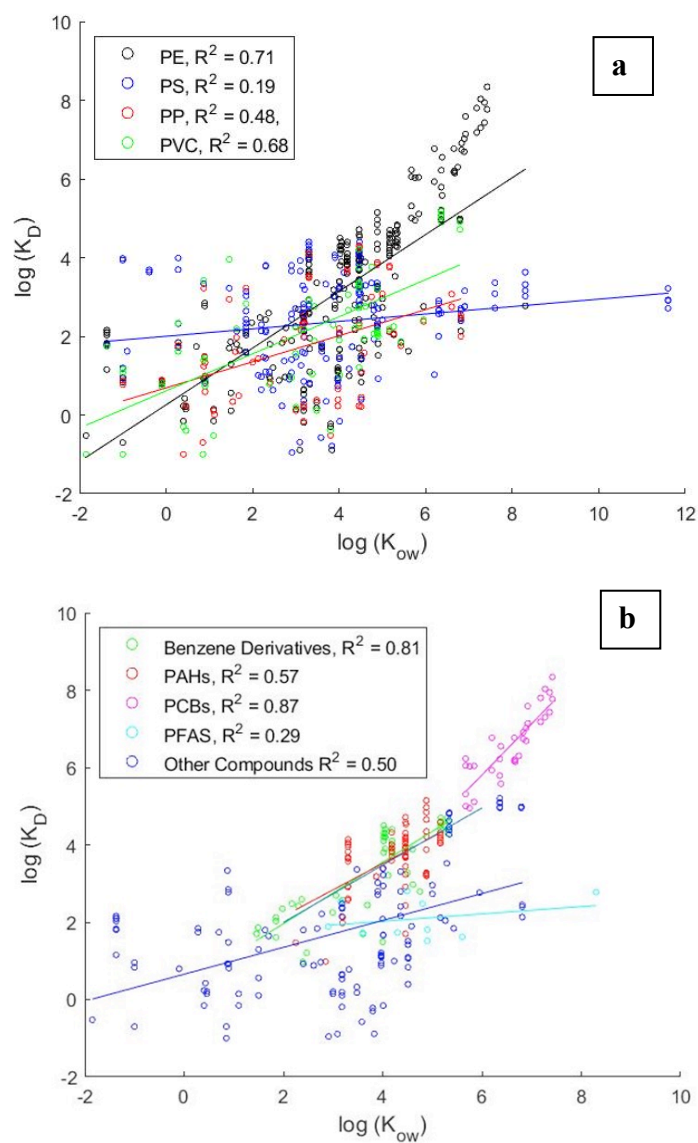 a
PE, R² = 0.71
PS, R² = 0.19
PP, R² = 0.48,
PVC, R² = 0.68
10
8
6
4
2
0
-2
log (K_D)
-2 0 2 4 6 8 10 12
log (K_ow)
b
Benzene Derivatives, R² = 0.81
PAHs, R² = 0.57
PCBs, R² = 0.87
PFAS, R² = 0.29
Other Compounds R² = 0.50
10
8
6
4
2
0
-2
log (K_D)
-2 0 2 4 6 8 10
log (K_ow)